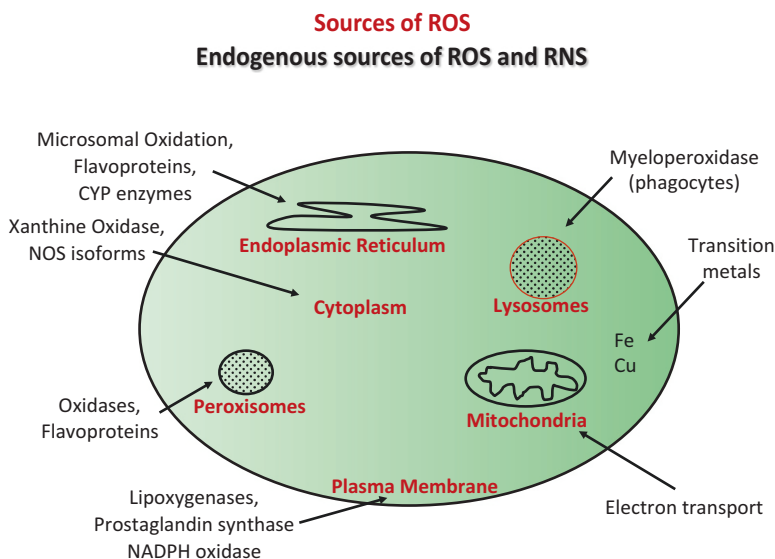 Sources of ROS
Endogenous sources of ROS and RNS
Microsomal Oxidation,
Flavoproteins,
CYP enzymes
Myeloperoxidase
(phagocytes)
Xanthine Oxidase,
NOS isoforms
Endoplasmic Reticulum
Transition
metals
Cytoplasm
Lysosomes
Fe
Cu
Oxidases,
Flavoproteins
Peroxisomes
Mitochondria
Plasma Membrane
Lipoxygenases,
Prostaglandin synthase
NADPH oxidase
Electron transport